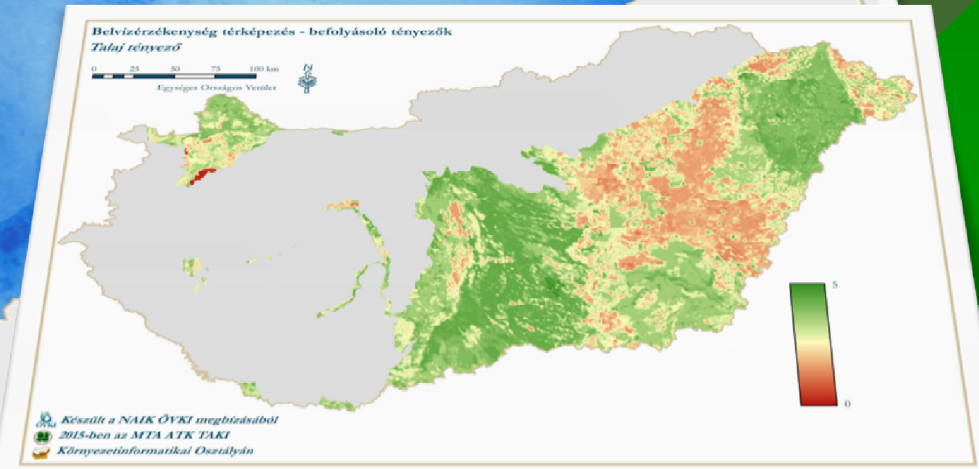 Belvízérzékenység térképezés - befolyásoló tényezők
Talaj tényező
0 25 50 75 100 km
N
Egységes Országos Vetület
5
0
ÖVKI Készült a NAIK ÖVKI megbízásából
2015-ben az MTA ATK TAKI
Környezetinformatikai Osztályán